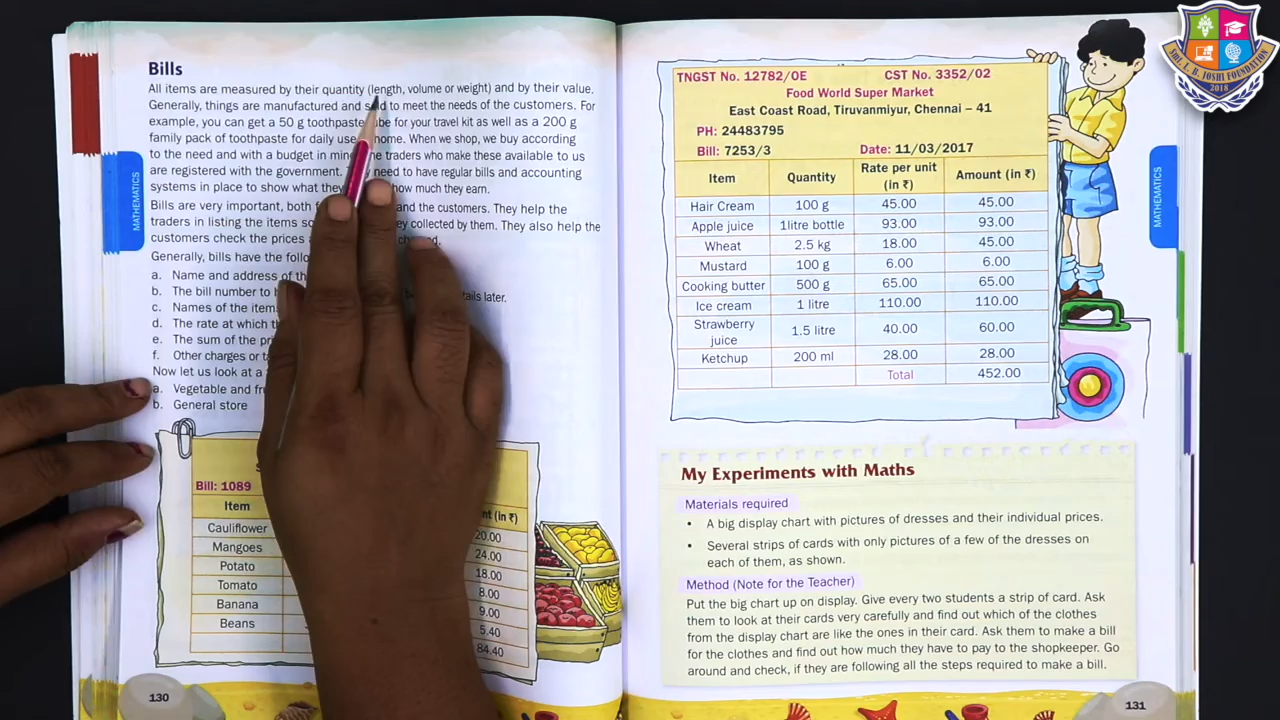 Bills
All items are measured by their quantity (length, volume or weight) and by their value.
Generally, things are manufactured and sold to meet the needs of the customers. For
example, you can get a 50 g toothpaste for your travel kit as well as a 200 g
family pack of toothpaste for daily use home. When we shop, we buy according
to the need and with a budget in traders who make these available to us
are registered with the government. need to have regular bills and accounting
systems in place to show what they how much they earn.
Bills are very important, both and the customers. They help the
traders in listing the items collected by them. They also help the
customers check the prices
Generally, bills have the
a. Name and address of
b. The bill number to later.
c. Names of the
d. The rate at which
e. The sum of the
f. Other charges or
Now let us look at a
a. Vegetable and
b. General store
Bill: 1089
Item
Cauliflower 20.00
Mangoes 24.00
Potato 18.00
Tomato 8.00
Banana 9.00
Beans 5.40
84.40
130
MATHEMATICS
TNGST No. 12782/OE CST No. 3352/02
Food World Super Market
East Coast Road, Tiruvanmiyur, Chennai – 41
PH: 24483795
Bill: 7253/3 Date: 11/03/2017
Item Quantity Rate per unit (in ₹) Amount (in ₹)
Hair Cream 100 g 45.00 45.00
Apple juice 1litre bottle 93.00 93.00
Wheat 2.5 kg 18.00 45.00
Mustard 100 g 6.00 6.00
Cooking butter 500 g 65.00 65.00
Ice cream 1 litre 110.00 110.00
Strawberry juice 1.5 litre 40.00 60.00
Ketchup 200 ml 28.00 28.00
Total 452.00
MATHEMATICS
My Experiments with Maths
Materials required
• A big display chart with pictures of dresses and their individual prices.
• Several strips of cards with only pictures of a few of the dresses on
each of them, as shown.
Method (Note for the Teacher)
Put the big chart up on display. Give every two students a strip of card. Ask
them to look at their cards very carefully and find out which of the clothes
from the display chart are like the ones in their card. Ask them to make a bill
for the clothes and find out how much they have to pay to the shopkeeper. Go
around and check, if they are following all the steps required to make a bill.
131
SHL. L. B. JOSHI FOUNDATION
2018